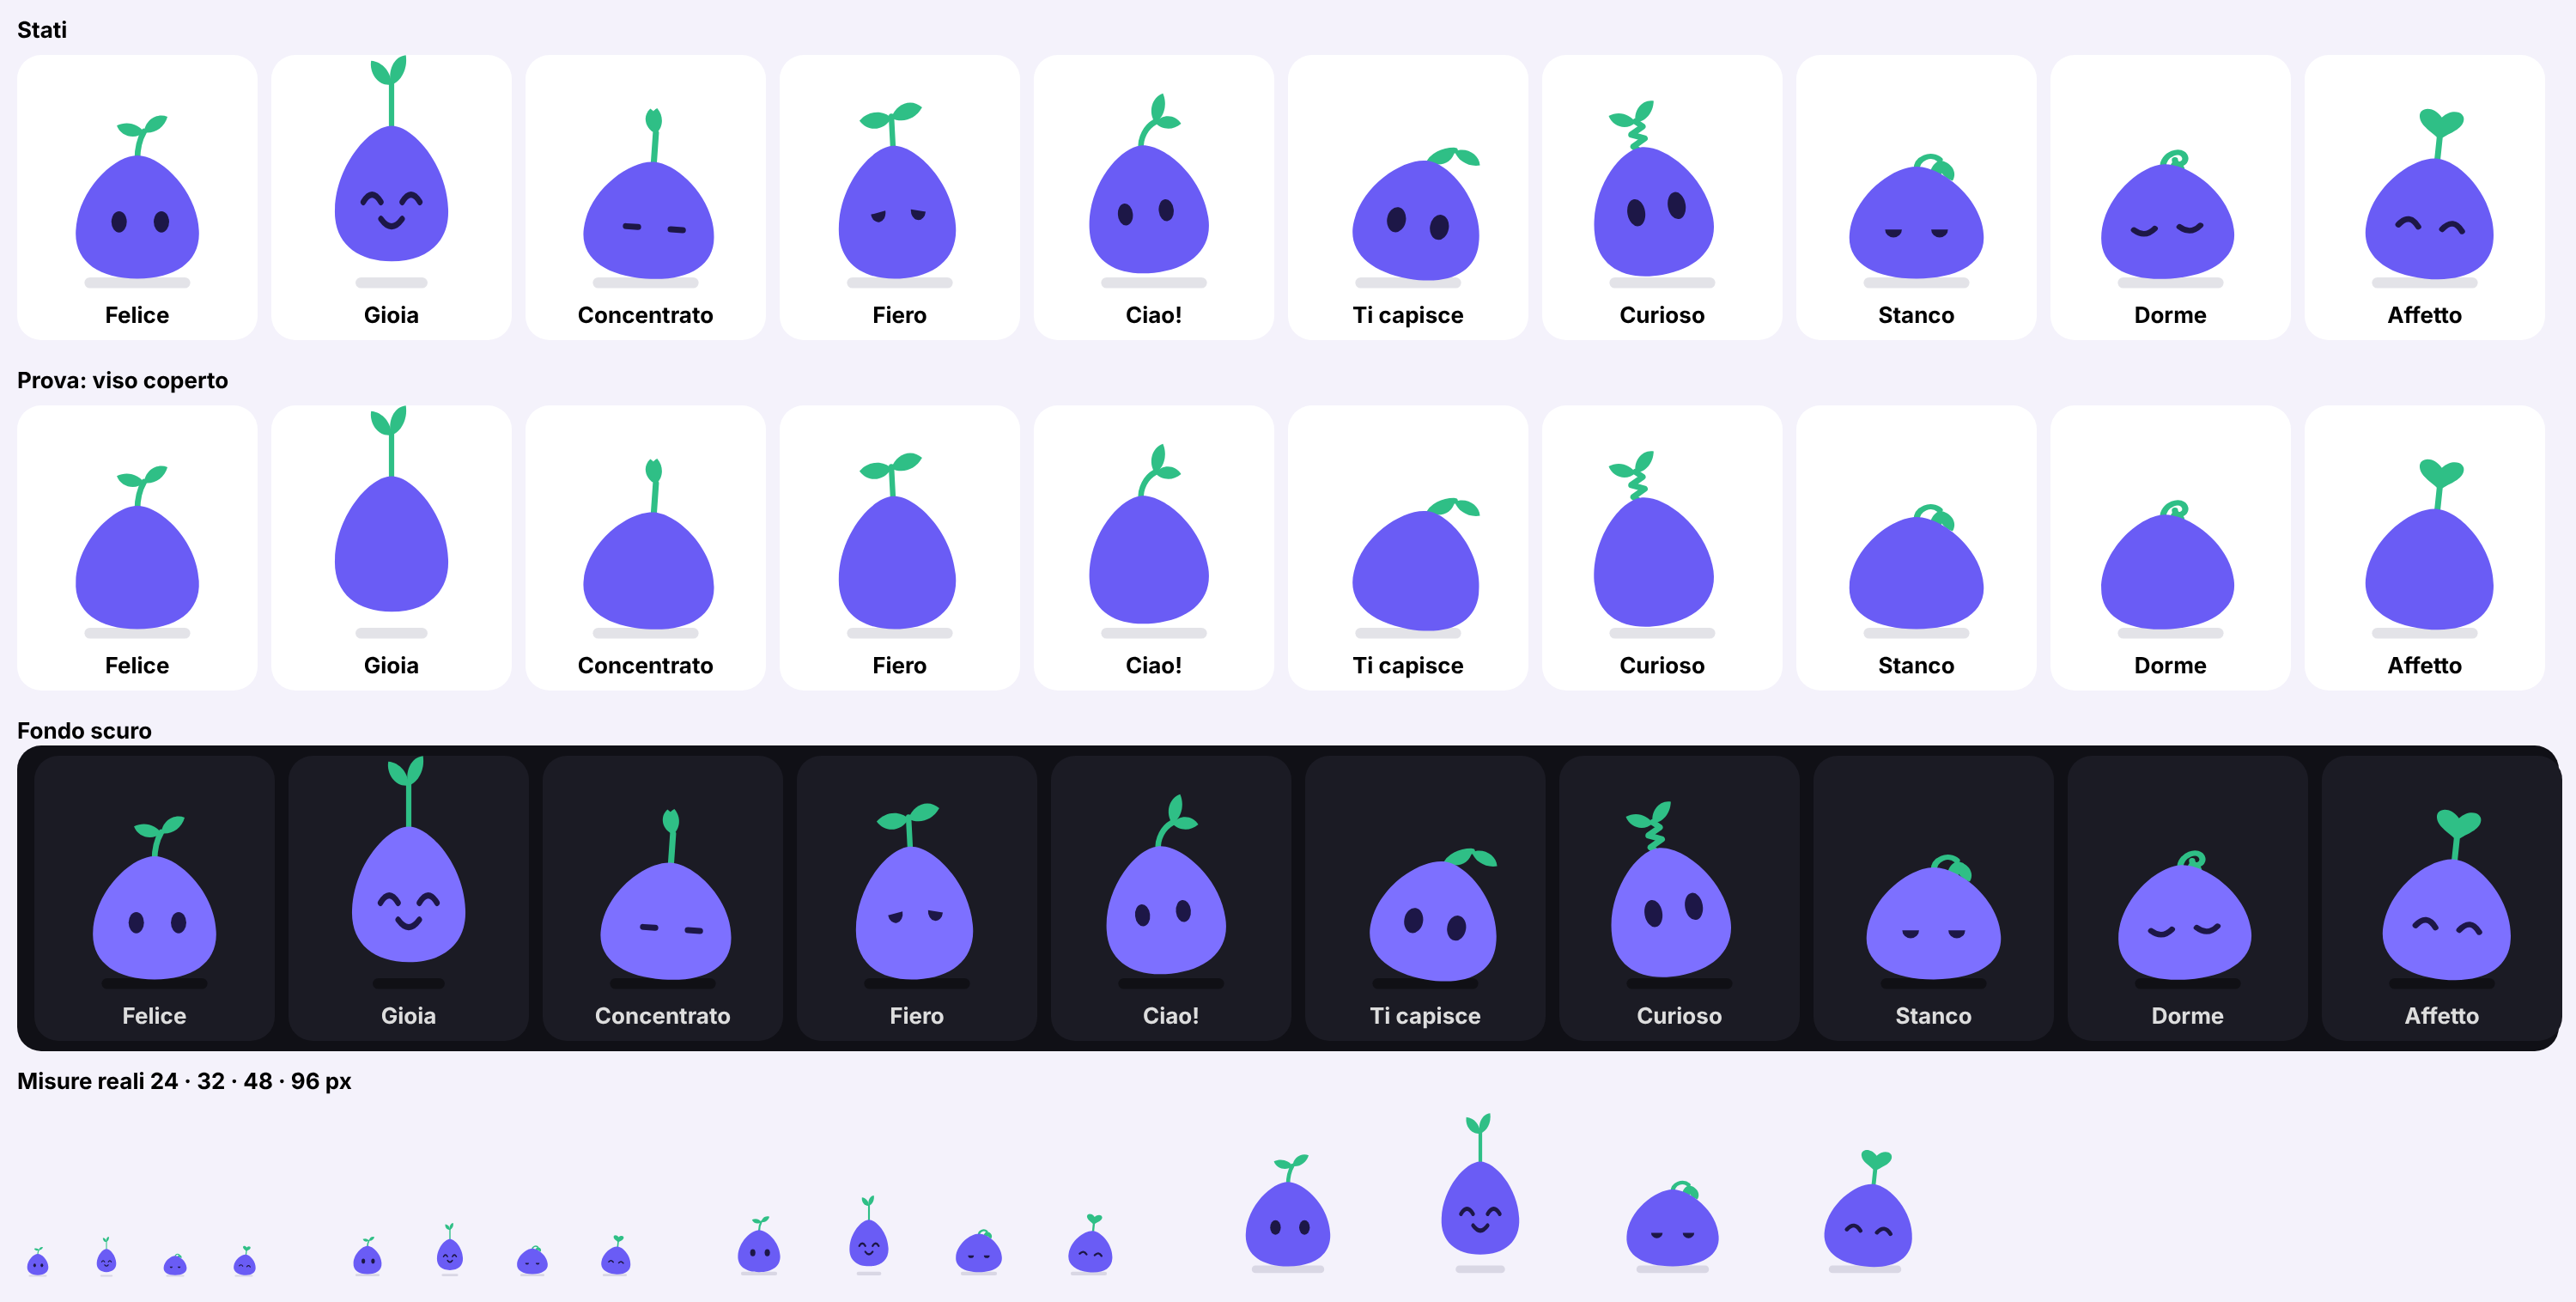 Stati
Felice Gioia Concentrato Fiero Ciao! Ti capisce Curioso Stanco Dorme Affetto
Prova: viso coperto
Felice Gioia Concentrato Fiero Ciao! Ti capisce Curioso Stanco Dorme Affetto
Fondo scuro
Felice Gioia Concentrato Fiero Ciao! Ti capisce Curioso Stanco Dorme Affetto
Misure reali 24 · 32 · 48 · 96 px